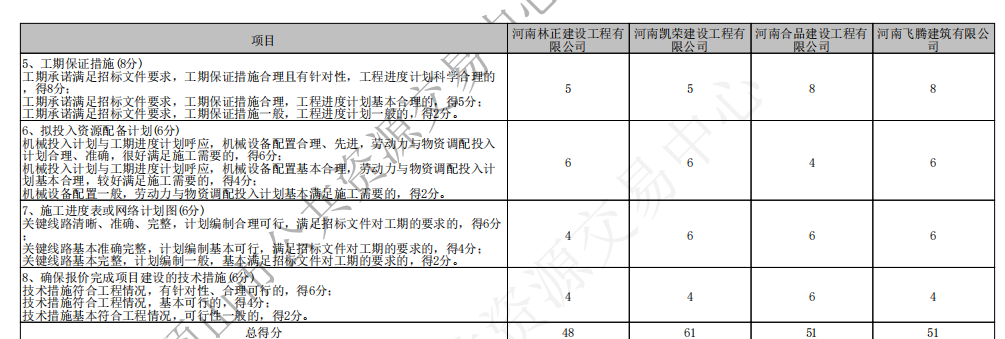 项目
河南林正建设工程有限公司
河南凯荣建设工程有限公司
河南合品建设工程有限公司
河南飞腾建筑有限公司
5、工期保证措施(8分)
工期承诺满足招标文件要求，工期保证措施合理且有针对性，工程进度计划科学合理的
，得8分；
工期承诺满足招标文件要求，工期保证措施合理，工程进度计划基本合理的，得5分；
工期承诺满足招标文件要求，工期保证措施一般，工程进度计划一般的，得2分。
5 5 8 8
6、拟投入资源配备计划(6分)
机械投入计划与工期进度计划呼应，机械设备配置合理、先进，劳动力与物资调配投入
计划合理、准确，很好满足施工需要的，得6分；
机械投入计划与工期进度计划呼应，机械设备配置基本合理，劳动力与物资调配投入计
划基本合理，较好满足施工需要的，得4分；
机械设备配置一般，劳动力与物资调配投入计划基本满足施工需要的，得2分。
6 6 4 6
7、施工进度表或网络计划图(6分)
关键线路清晰、准确、完整，计划编制合理可行，满足招标文件对工期的要求的，得6分
；
关键线路基本准确完整，计划编制基本可行，满足招标文件对工期的要求的，得4分；
关键线路基本完整，计划编制一般，基本满足招标文件对工期的要求的，得2分。
4 6 6 6
8、确保报价完成项目建设的技术措施(6分)
技术措施符合工程情况，有针对性、合理可行的，得6分；
技术措施符合工程情况，基本可行的，得4分；
技术措施基本符合工程情况，可行性一般的，得2分。
4 4 6 4
总得分 48 61 51 51
顶山市公共资源交易中心
资源交易中心